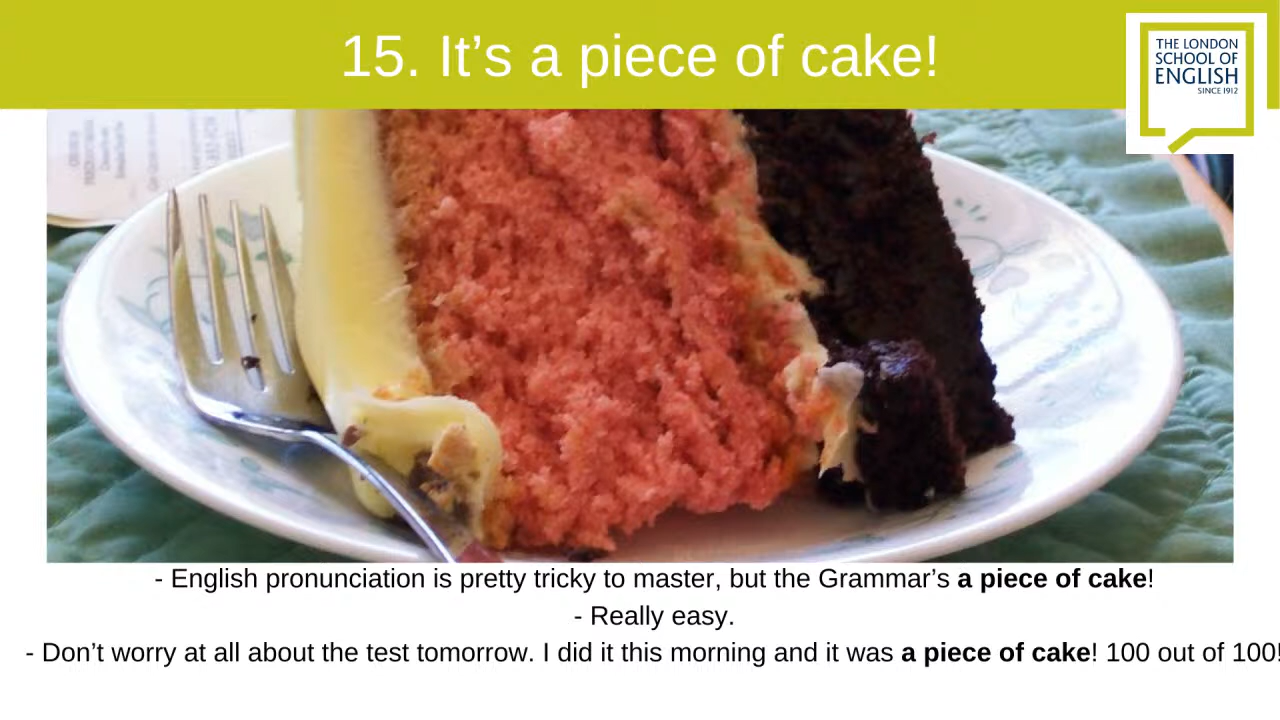 15. It’s a piece of cake!
THE LONDON
SCHOOL OF
ENGLISH
SINCE 1912
- English pronunciation is pretty tricky to master, but the Grammar’s a piece of cake!
- Really easy.
- Don’t worry at all about the test tomorrow. I did it this morning and it was a piece of cake! 100 out of 100!